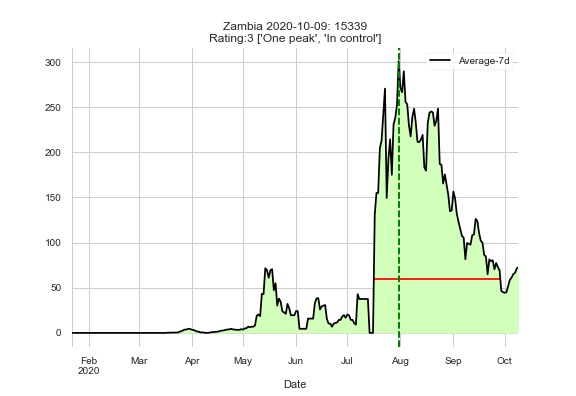 Zambia 2020-10-09: 15339
Rating:3 ['One peak', 'In control']
Average-7d
300
250
200
150
100
50
0
Feb Mar Apr May Jun Jul Aug Sep Oct
2020
Date